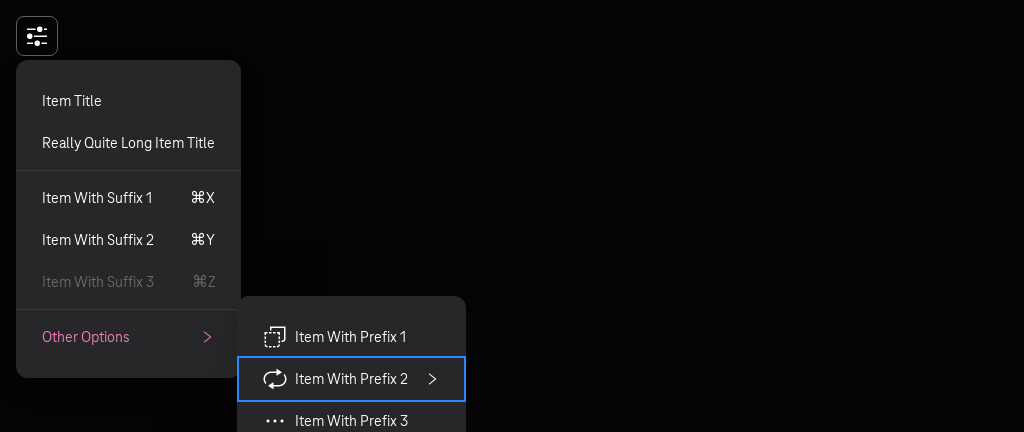 Item Title
Really Quite Long Item Title
Item With Suffix 1 ⌘X
Item With Suffix 2 ⌘Y
Item With Suffix 3 ⌘Z
Other Options
Item With Prefix 1
Item With Prefix 2
Item With Prefix 3